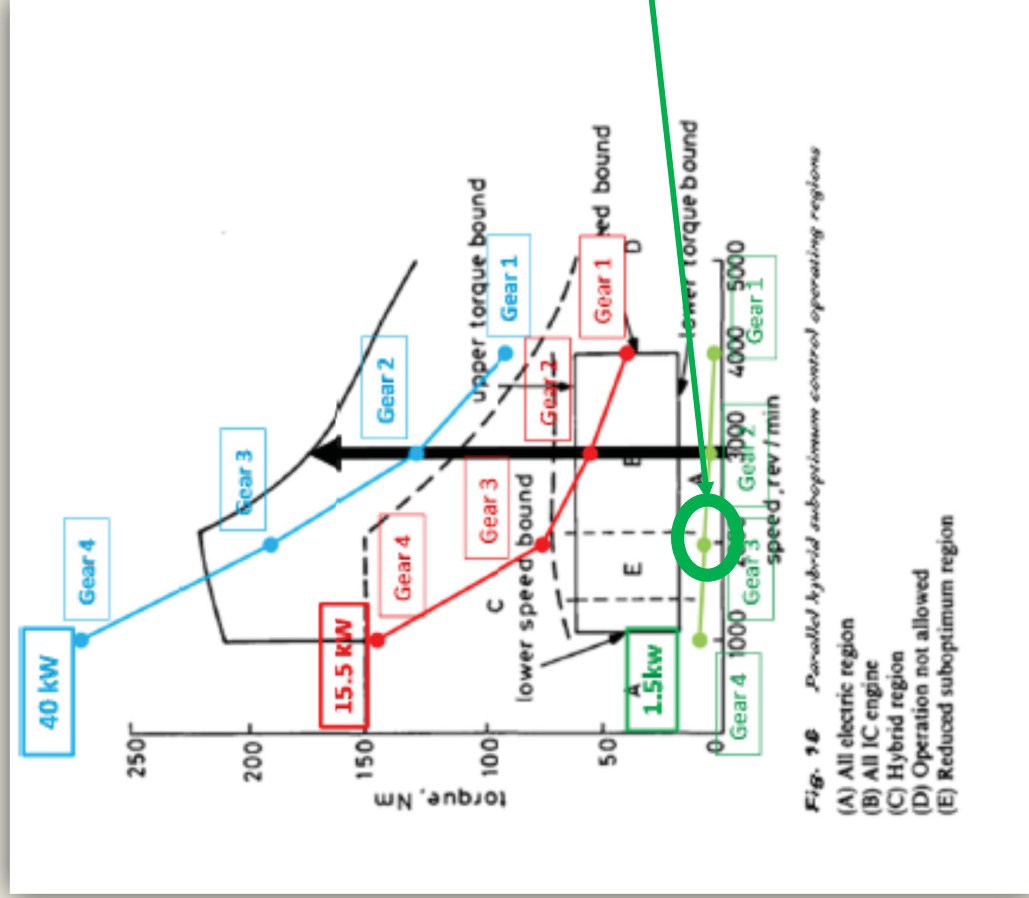 40 kW
Gear 4
Gear 3
Gear 2
Gear 1
15.5 kW
Gear 4
Gear 3
Gear 2
Gear 1
1.5kw
Gear 4
Gear 3
Gear 2
Gear 1
upper torque bound
ed bound
lower torque bound
lower speed bound
A
A
B
C
D
E
250
200
150
100
50
0
torque, Nm
1000
3000
4000
5000
speed, rev / min
Fig. 18 Parallel hybrid suboptimum control operating regions
(A) All electric region
(B) All IC engine
(C) Hybrid region
(D) Operation not allowed
(E) Reduced suboptimum region